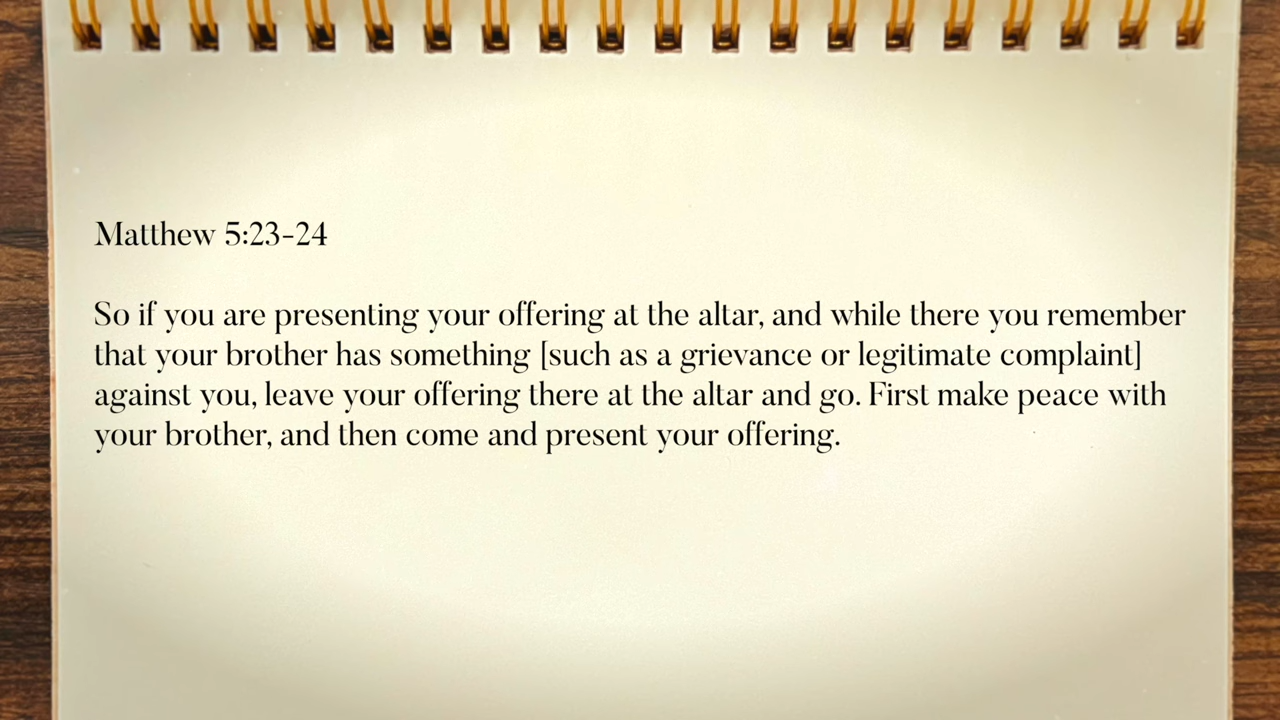 Matthew 5:23-24
So if you are presenting your offering at the altar, and while there you remember
that your brother has something [such as a grievance or legitimate complaint]
against you, leave your offering there at the altar and go. First make peace with
your brother, and then come and present your offering.